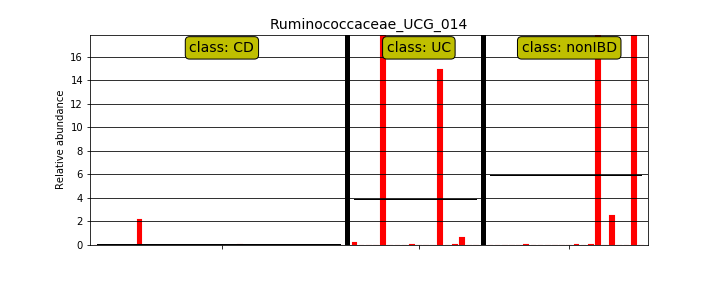 Ruminococcaceae_UCG_014
class: CD
class: UC
class: nonIBD
16
14
12
10
8
6
4
2
0
Relative abundance